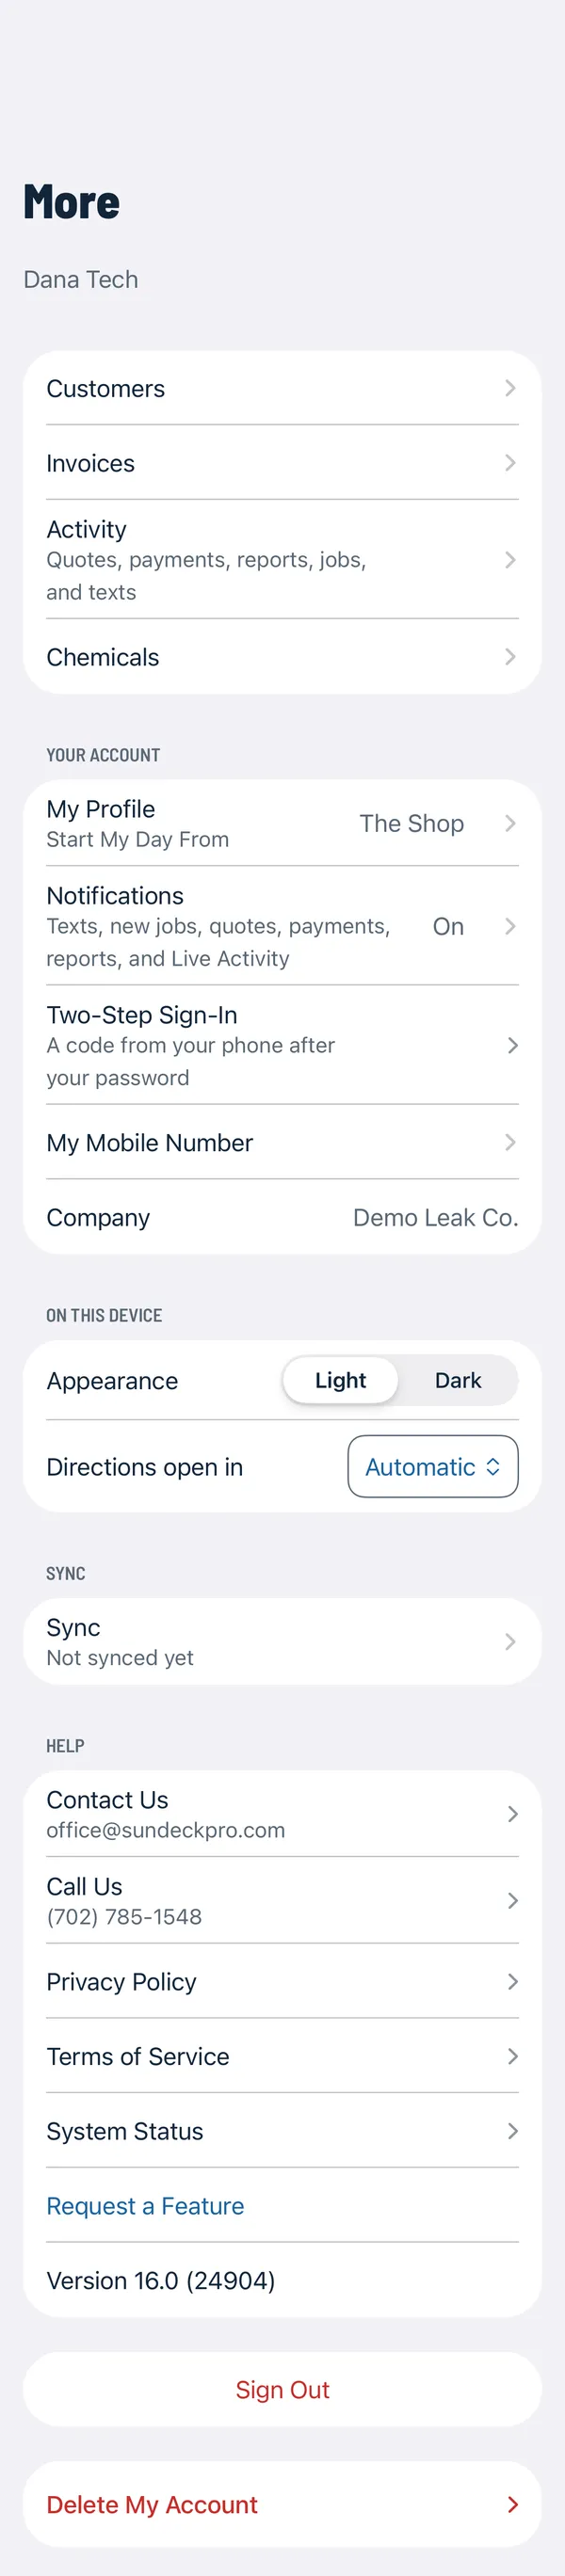 More
Dana Tech
Customers
Invoices
Activity
Quotes, payments, reports, jobs,
and texts
Chemicals
YOUR ACCOUNT
My Profile
Start My Day From
The Shop
Notifications
Texts, new jobs, quotes, payments,
reports, and Live Activity
On
Two-Step Sign-In
A code from your phone after
your password
My Mobile Number
Company
Demo Leak Co.
ON THIS DEVICE
Appearance
Light
Dark
Directions open in
Automatic
SYNC
Sync
Not synced yet
HELP
Contact Us
office@sundeckpro.com
Call Us
(702) 785-1548
Privacy Policy
Terms of Service
System Status
Request a Feature
Version 16.0 (24904)
Sign Out
Delete My Account